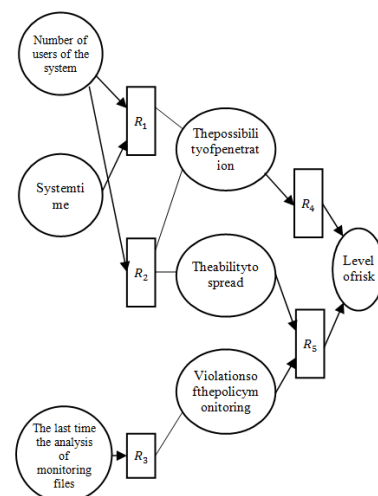 Number of
users of the
system
R1
Thepossibili
tyofpenetrat
ion
Systemti
me
R4
Level
ofrisk
R2
Theabilityto
spread
R5
Violationso
fthepolicym
onitoring
The last time
the analysis
of
monitoring
files
R3